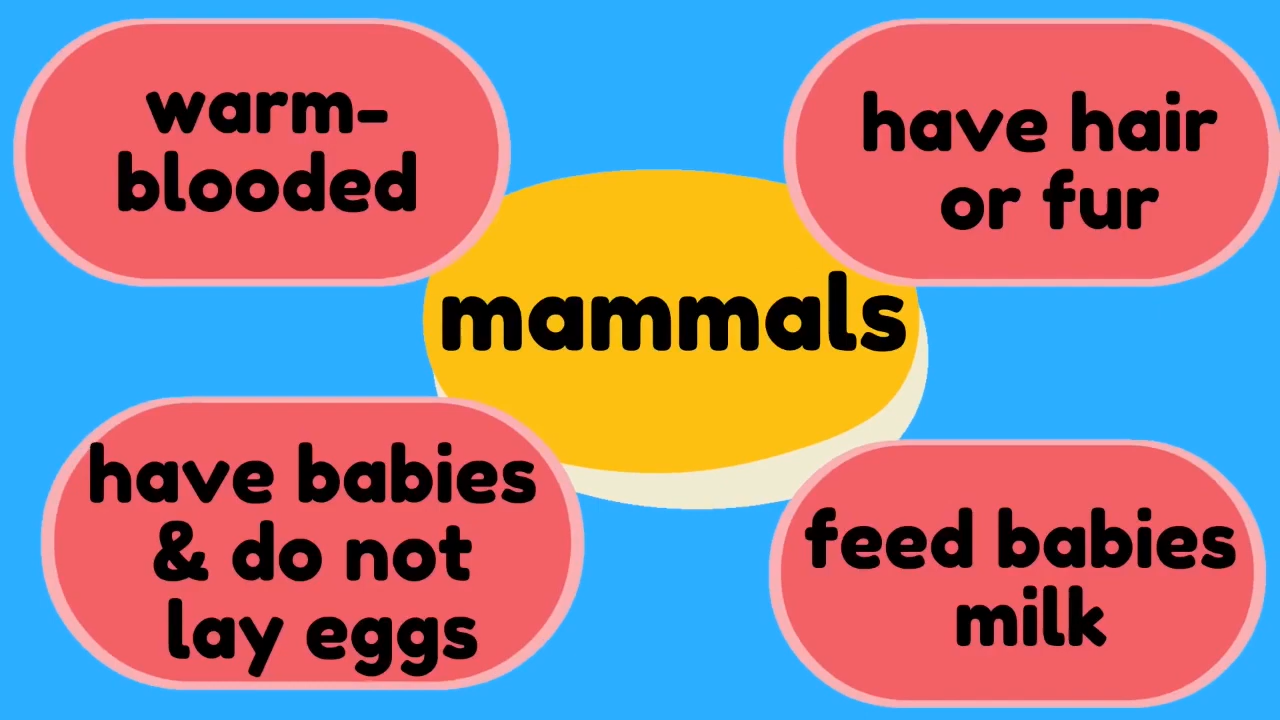 warm-
blooded
have hair
or fur
mammals
have babies
& do not
lay eggs
feed babies
milk